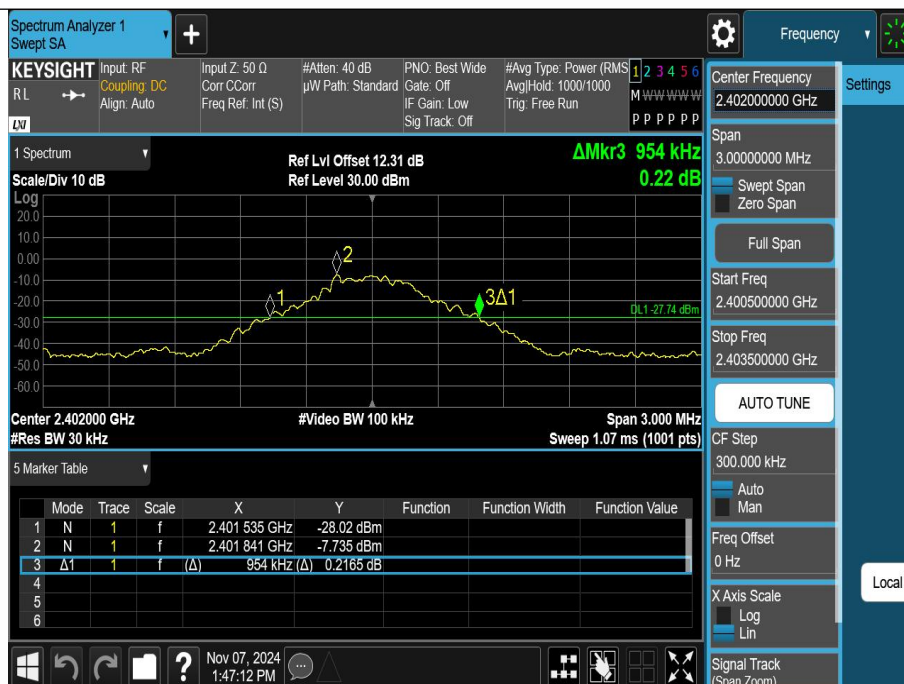 Spectrum Analyzer 1
Swept SA
+
Frequency
KEYSIGHT
RL
LXI
Input: RF
Coupling: DC
Align: Auto
Input Z: 50 Ω
Corr CCorr
Freq Ref: Int (S)
#Atten: 40 dB
µW Path: Standard
PNO: Best Wide
Gate: Off
IF Gain: Low
Sig Track: Off
#Avg Type: Power (RMS
Avg|Hold: 1000/1000
Trig: Free Run
1 2 3 4 5 6
M W W W W W
P P P P P P
1 Spectrum
Scale/Div 10 dB
Ref Lvl Offset 12.31 dB
Ref Level 30.00 dBm
ΔMkr3 954 kHz
0.22 dB
Log
20.0
10.0
0.00
-10.0
-20.0
-30.0
-40.0
-50.0
-60.0
1
2
3Δ1
DL1 -27.74 dBm
Center 2.402000 GHz
#Video BW 100 kHz
Span 3.000 MHz
#Res BW 30 kHz
Sweep 1.07 ms (1001 pts)
5 Marker Table
Mode Trace Scale X Y Function Function Width Function Value
1 N 1 f 2.401 535 GHz -28.02 dBm
2 N 1 f 2.401 841 GHz -7.735 dBm
3 Δ1 1 f (Δ) 954 kHz (Δ) 0.2165 dB
4
5
6
?
Nov 07, 2024
1:47:12 PM
Center Frequency
2.402000000 GHz
Span
3.00000000 MHz
Swept Span
Zero Span
Full Span
Start Freq
2.400500000 GHz
Stop Freq
2.403500000 GHz
AUTO TUNE
CF Step
300.000 kHz
Auto
Man
Freq Offset
0 Hz
X Axis Scale
Log
Lin
Signal Track
(Span Zoom)
Settings
Local